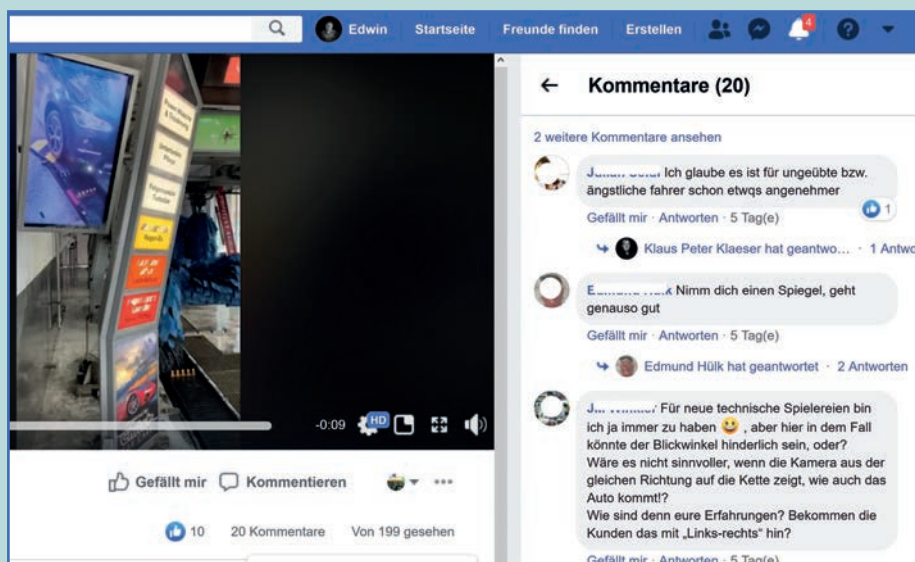 Edwin Startseite Freunde finden Erstellen 4
Kommentare (20)
2 weitere Kommentare ansehen
Ich glaube es ist für ungeübte bzw.
ängstliche fahrer schon etwqs angenehmer
1
Gefällt mir · Antworten · 5 Tag(e)
Klaus Peter Klaeser hat geantwo... · 1 Antwo
Nimm dich einen Spiegel, geht
genauso gut
Gefällt mir · Antworten · 5 Tag(e)
Edmund Hülk hat geantwortet · 2 Antworten
Für neue technische Spielereien bin
ich ja immer zu haben 😀 , aber hier in dem Fall
könnte der Blickwinkel hinderlich sein, oder?
Wäre es nicht sinnvoller, wenn die Kamera aus der
gleichen Richtung auf die Kette zeigt, wie auch das
Auto kommt!?
Wie sind denn eure Erfahrungen? Bekommen die
Kunden das mit „Links-rechts“ hin?
Gefällt mir · Antworten · 5 Tag(e)
-0:09 HD
Gefällt mir Kommentieren
10 20 Kommentare Von 199 gesehen